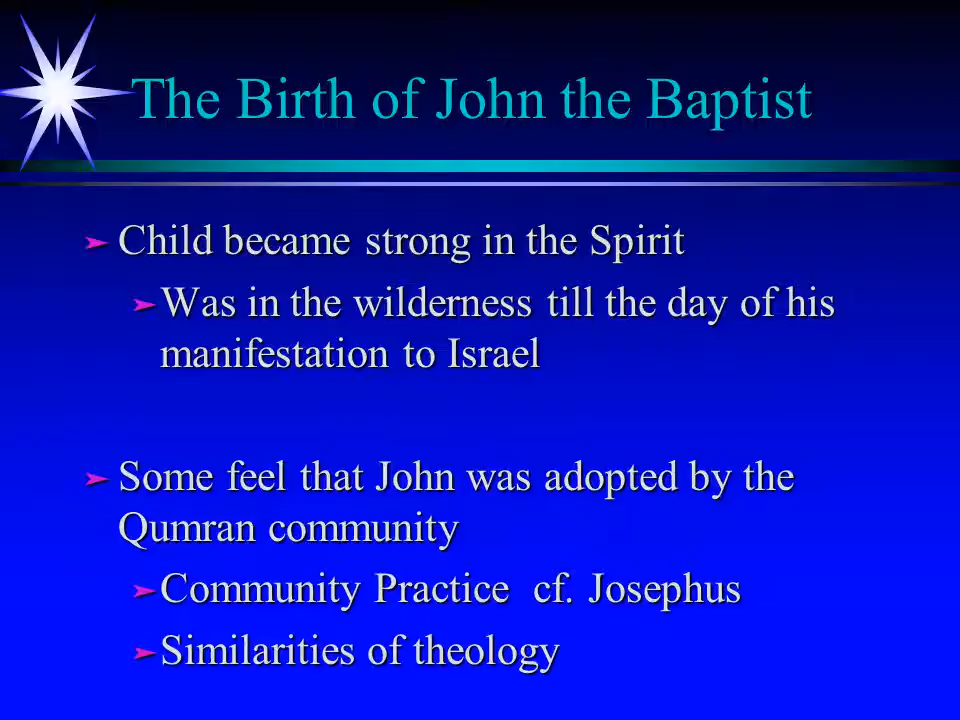 The Birth of John the Baptist
Child became strong in the Spirit
Was in the wilderness till the day of his
manifestation to Israel
Some feel that John was adopted by the
Qumran community
Community Practice  cf. Josephus
Similarities of theology